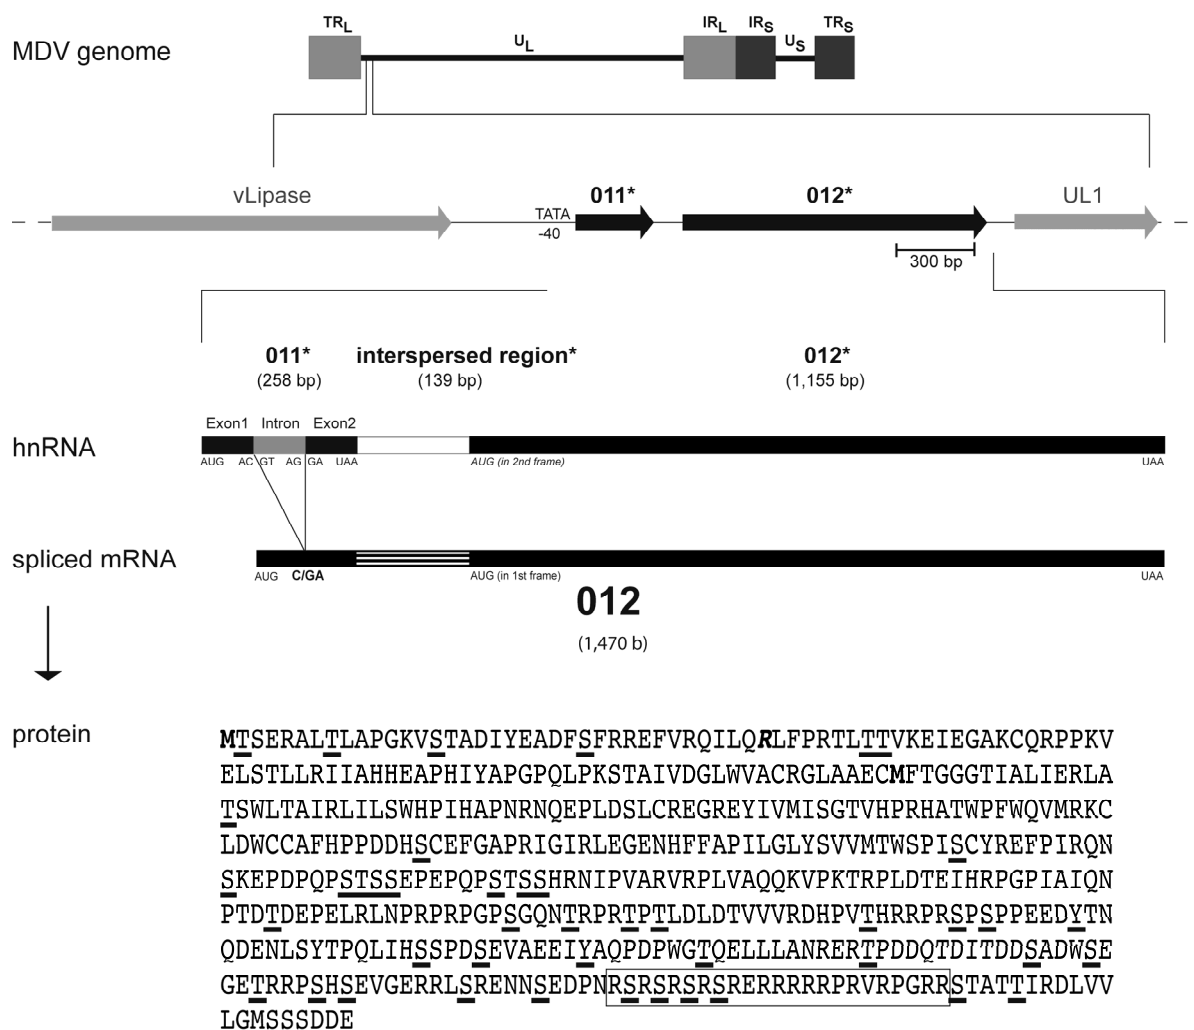 TRL IRL IRS TRS
MDV genome UL US
vLipase 011* 012* UL1
TATA
-40
300 bp
011* interspersed region* 012*
(258 bp) (139 bp) (1,155 bp)
Exon1 Intron Exon2
hnRNA
AUG AC GT AG GA UAA AUG (in 2nd frame) UAA
spliced mRNA
AUG C/GA AUG (in 1st frame) UAA
012
(1,470 b)
protein
MTSERALTLAPGKVSTADIYEADFSFRREFVRQILQRLFPRTLTTVKEIEGAKCQRPPKV
ELSTLLRIIAHHEAPHIYAPGPQLPKSTAIVDGLWVACRGLAAECMFTGGGTIALIERLA
TSWLTAIRLILSWHPIHAPNRNQEPLDSLCREGREYIVMISGTVHPRHATWPFWQVMRKC
LDWCCAFHPPDDHSCEFGAPRIGIRLEGENHFFAPILGLYSVVMTWSPISCYREFPIRQN
SKEPDPQPSTSSEPEPQPSTSSHRNIPVARVRPLVAQQKVPKTRPLDTEIHRPGPIAIQN
PTDTDEPELRLNPRPRPGPSGQNTRPRTPTLDLDTVVVRDHPVTHRRPRSPSPPEEDYTN
QDENLSYTPQLIHSSPDSEVAEEIYAQPDPWGTQELLLANRERTPDDQTDITDDSADWSE
GETRRPSHSEVGERRLSRENNSEDPNRSRSRSRSRERRRRRPRVRPGRRSTATTIRDLVV
LGMSSSDDE